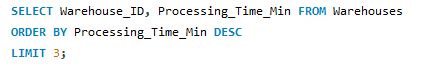 SELECT Warehouse_ID, Processing_Time_Min FROM Warehouses
ORDER BY Processing_Time_Min DESC
LIMIT 3;